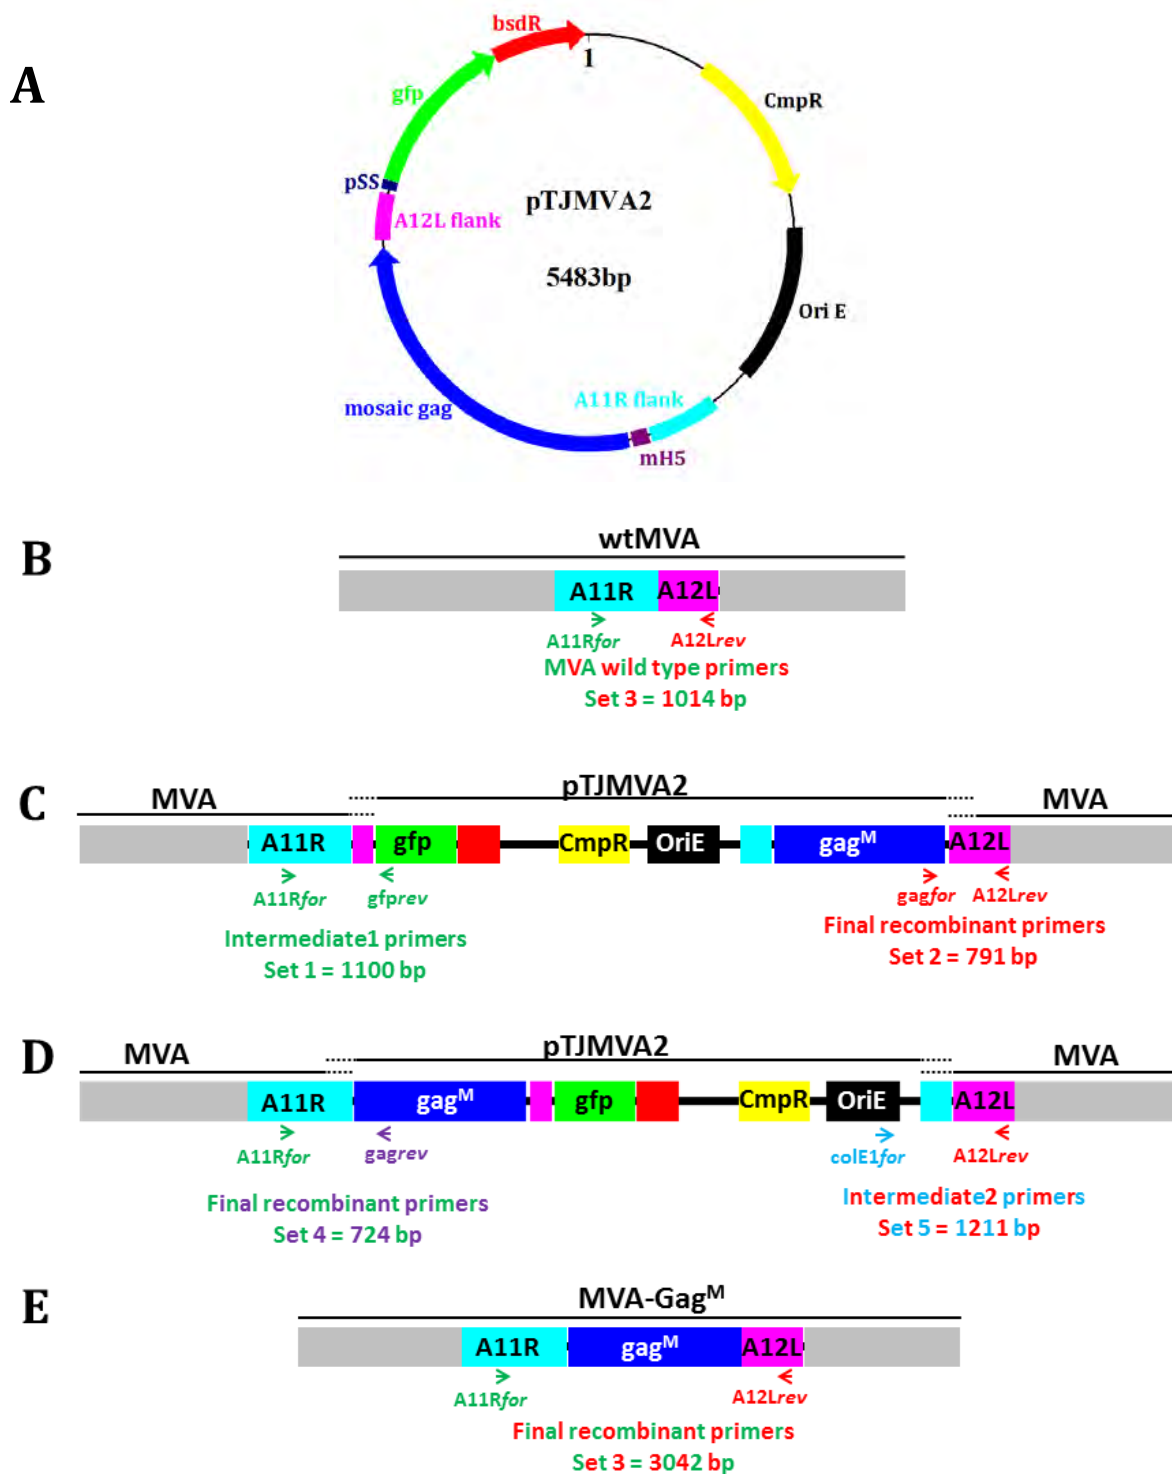 A
bsdR
1
gfp
CmpR
pSS
A12L flank
pTJMVA2
5483bp
Ori E
A11R flank
mosaic gag
mH5
B
wtMVA
A11R A12L
A11Rfor A12Lrev
MVA wild type primers
Set 3 = 1014 bp
C
MVA pTJMVA2 MVA
A11R gfp CmpR OriE gagM A12L
A11Rfor gfprev gagfor A12Lrev
Intermediate1 primers
Set 1 = 1100 bp
Final recombinant primers
Set 2 = 791 bp
D
MVA pTJMVA2 MVA
A11R gagM gfp CmpR OriE A12L
A11Rfor gagrev colE1for A12Lrev
Final recombinant primers
Set 4 = 724 bp
Intermediate2 primers
Set 5 = 1211 bp
E
MVA-GagM
A11R gagM A12L
A11Rfor A12Lrev
Final recombinant primers
Set 3 = 3042 bp